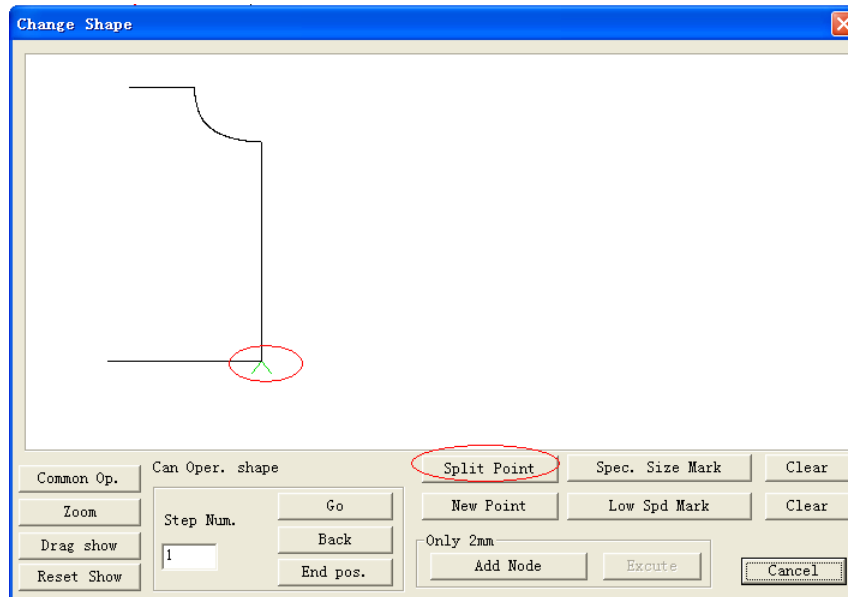 Change Shape
Common Op.
Zoom
Drag show
Reset Show
Can Oper. shape
Step Num.
1
Go
Back
End pos.
Split Point
Spec. Size Mark
Clear
New Point
Low Spd Mark
Clear
Only 2mm
Add Node
Excute
Cancel